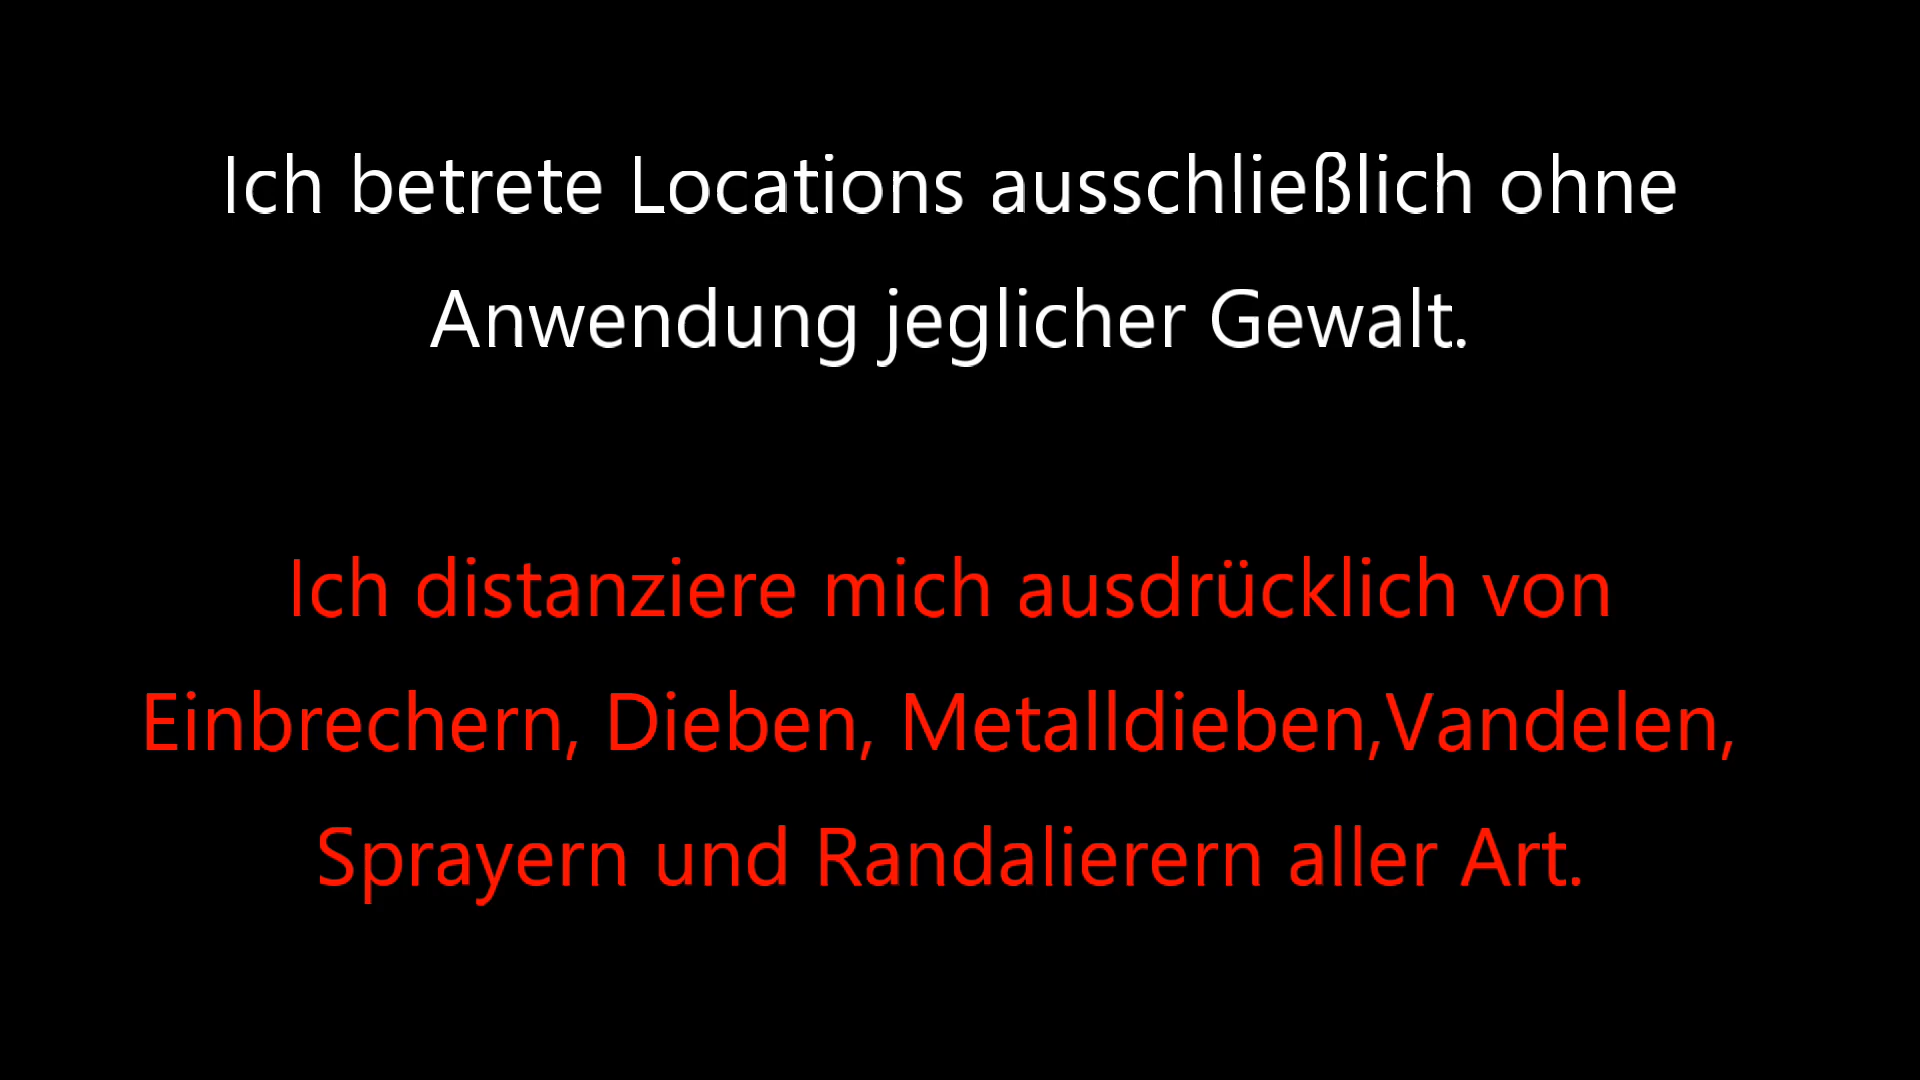 Ich betrete Locations ausschließlich ohne
Anwendung jeglicher Gewalt.
Ich distanziere mich ausdrücklich von
Einbrechern, Dieben, Metalldieben,Vandelen,
Sprayern und Randalierern aller Art.